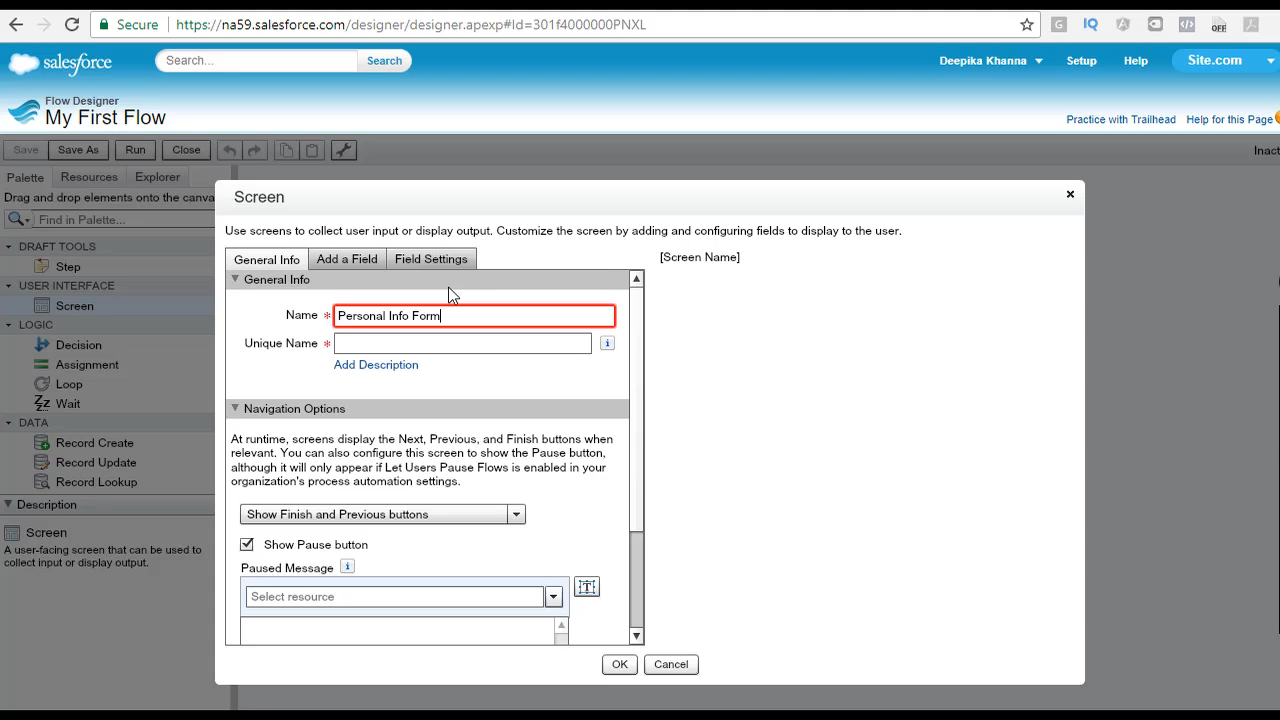 Secure
https://na59.salesforce.com/designer/designer.apexp#Id=301f4000000PNXL
G
IQ
OFF
salesforce
Search...
Search
Deepika Khanna
Setup
Help
Site.com
Flow Designer
My First Flow
Practice with Trailhead
Help for this Page
Save
Save As
Run
Close
Inact
Palette
Resources
Explorer
Drag and drop elements onto the canva
Find in Palette...
DRAFT TOOLS
Step
USER INTERFACE
Screen
LOGIC
Decision
Assignment
Loop
Zzz Wait
DATA
Record Create
Record Update
Record Lookup
Description
Screen
A user-facing screen that can be used to
collect input or display output.
Screen
Use screens to collect user input or display output. Customize the screen by adding and configuring fields to display to the user.
General Info
Add a Field
Field Settings
[Screen Name]
General Info
Name * Personal Info Form
Unique Name *
Add Description
Navigation Options
At runtime, screens display the Next, Previous, and Finish buttons when
relevant. You can also configure this screen to show the Pause button,
although it will only appear if Let Users Pause Flows is enabled in your
organization's process automation settings.
Show Finish and Previous buttons
Show Pause button
Paused Message
Select resource
T
OK
Cancel